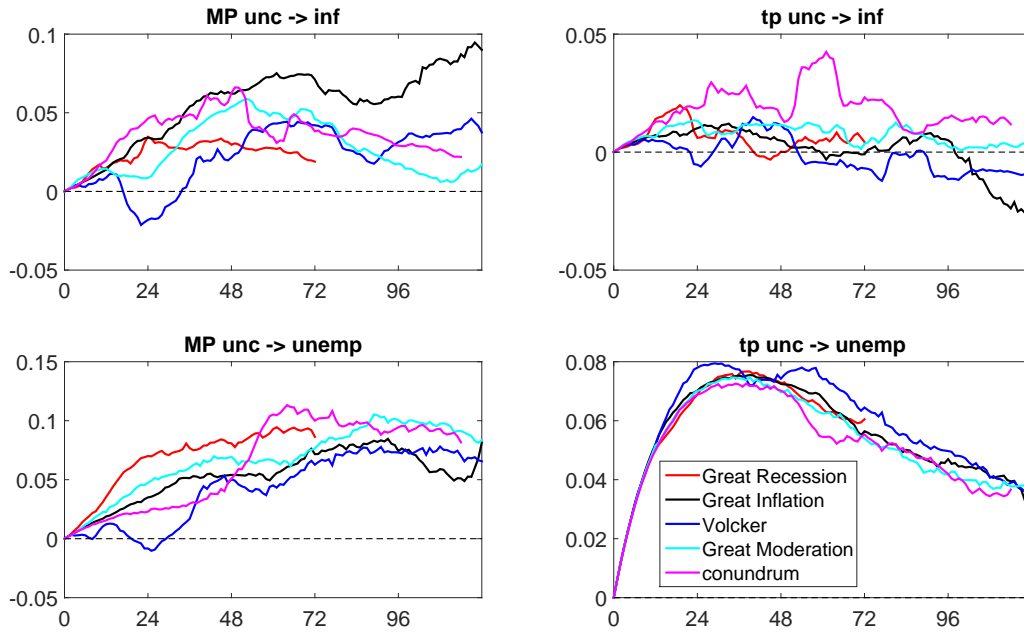 MP unc -> inf
0.1
0.05
0
-0.05
0 24 48 72 96
tp unc -> inf
0.05
0
-0.05
0 24 48 72 96
MP unc -> unemp
0.15
0.1
0.05
0
-0.05
0 24 48 72 96
tp unc -> unemp
0.08
0.06
0.04
0.02
0
0 24 48 72 96
Great Recession
Great Inflation
Volcker
Great Moderation
conundrum